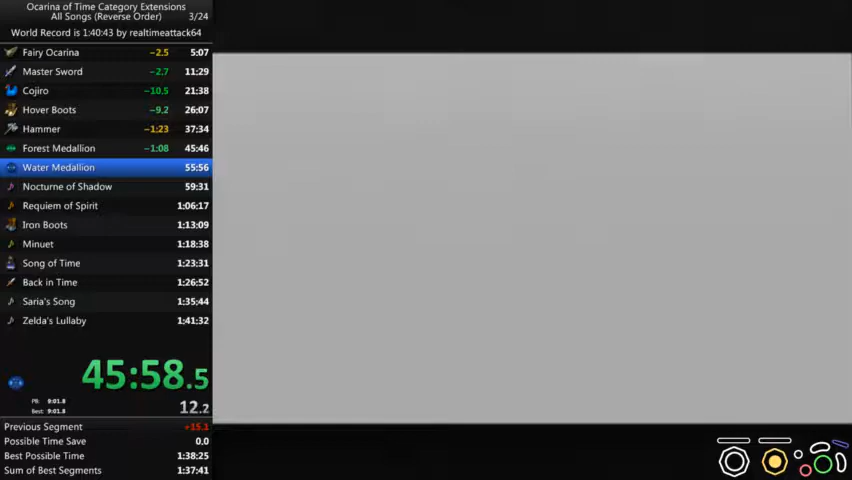 Ocarina of Time Category Extensions
All Songs (Reverse Order) 3/24
World Record is 1:40:43 by realtimeattack64
Fairy Ocarina −2.5 5:07
Master Sword −2.7 11:29
Cojiro −10.5 21:38
Hover Boots −9.2 26:07
Hammer −1:23 37:34
Forest Medallion −1:08 45:46
Water Medallion 55:56
Nocturne of Shadow 59:31
Requiem of Spirit 1:06:17
Iron Boots 1:13:09
Minuet 1:18:38
Song of Time 1:23:31
Back in Time 1:26:52
Saria's Song 1:35:44
Zelda's Lullaby 1:41:32
45:58.5
PB: 9:01.8
Best: 9:01.8
12.2
Previous Segment +15.1
Possible Time Save 0.0
Best Possible Time 1:38:25
Sum of Best Segments 1:37:41